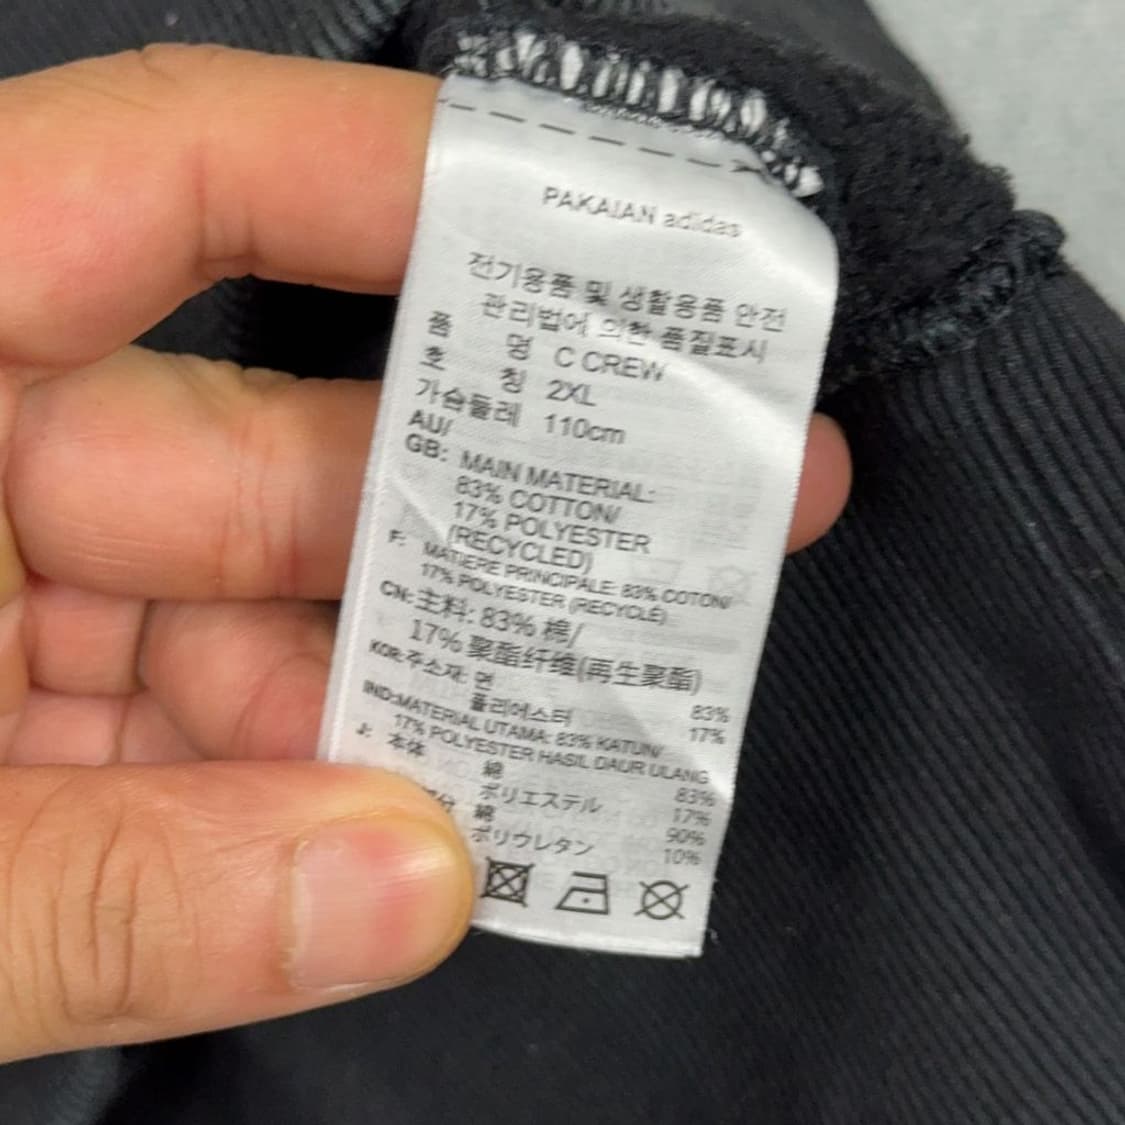 PAKAIAN adidas
전기용품 및 생활용품 안전
관리법에 의한 품질표시
품 명 C CREW
호 칭 2XL
가슴둘레 110cm
AU/
GB: MAIN MATERIAL:
83% COTTON/
17% POLYESTER
(RECYCLED)
F: MATIERE PRINCIPALE: 83% COTON/
17% POLYESTER (RECYCLÉ)
CN: 主料: 83% 棉/
17% 聚酯纤维(再生聚酯)
KOR: 주소재: 면 83%
폴리에스터 17%
IND: MATERIAL UTAMA: 83% KATUN/
17% POLYESTER HASIL DAUR ULANG
J: 本体 綿 83%
ポリエステル 17%
分 綿 90%
ポリウレタン 10%